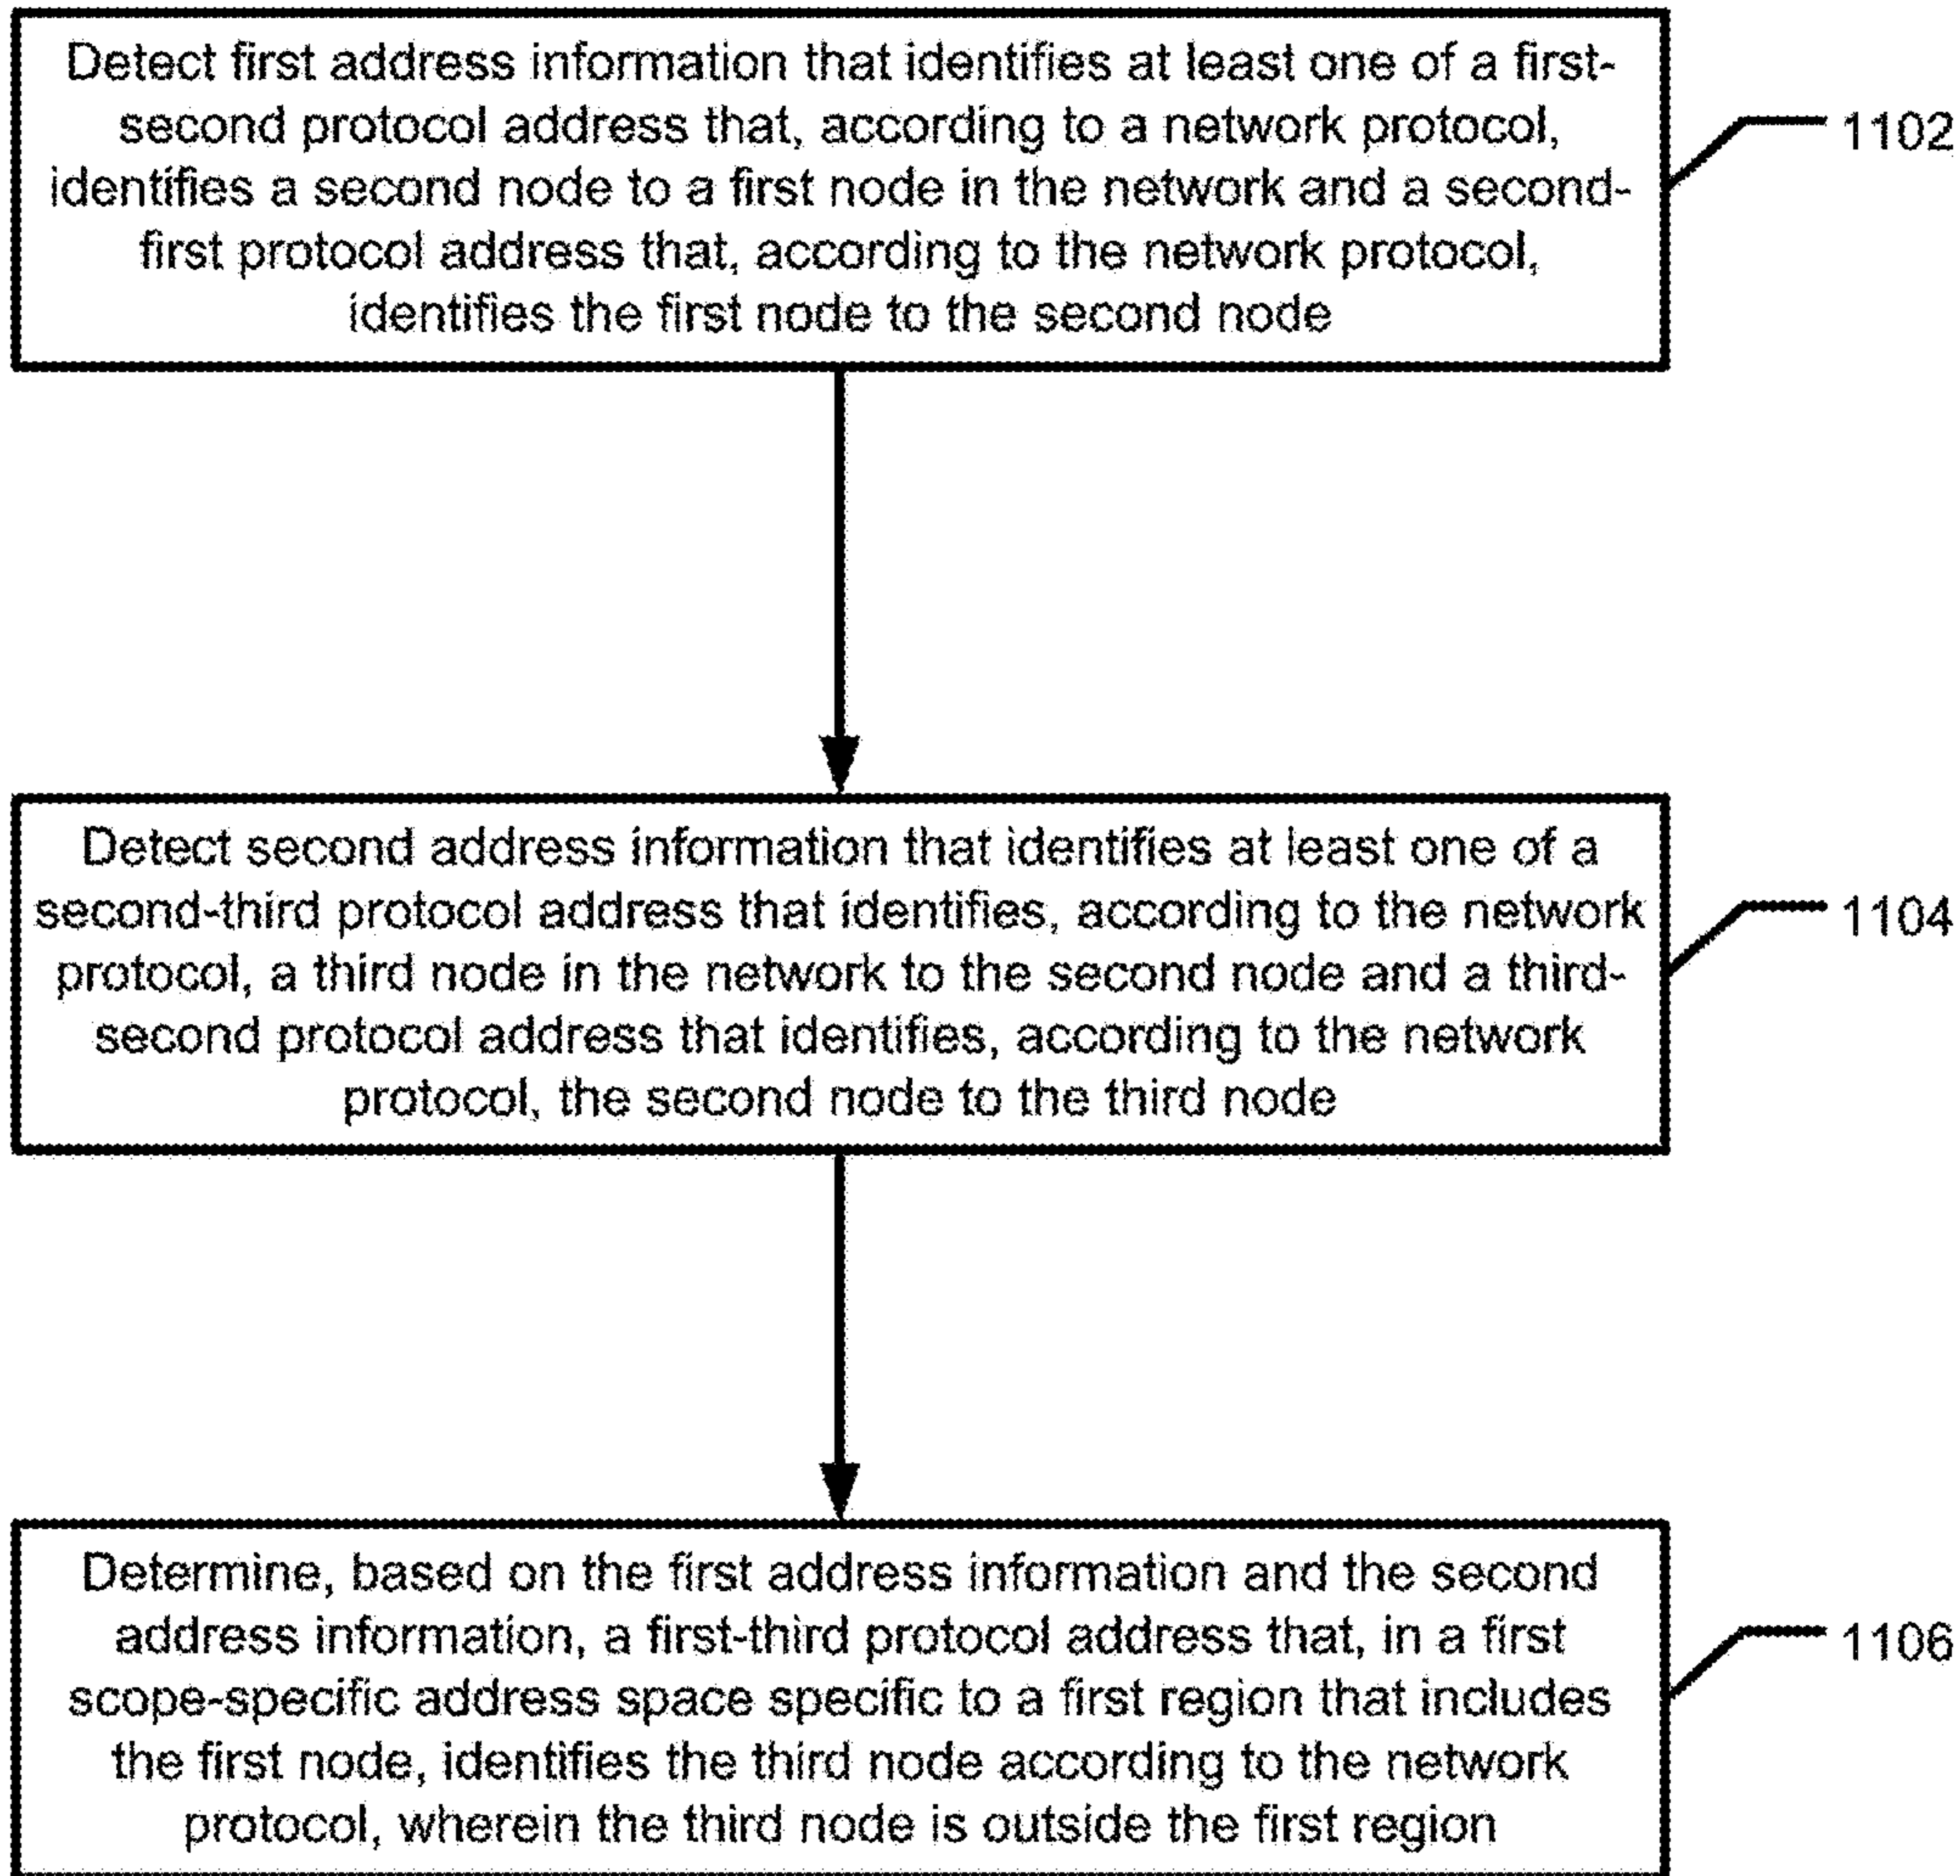 Detect first address information that identifies at least one of a first-
second protocol address that, according to a network protocol,
identifies a second node to a first node in the network and a second-
first protocol address that, according to the network protocol,
identifies the first node to the second node
1102
Detect second address information that identifies at least one of a
second-third protocol address that identifies, according to the network
protocol, a third node in the network to the second node and a third-
second protocol address that identifies, according to the network
protocol, the second node to the third node
1104
Determine, based on the first address information and the second
address information, a first-third protocol address that, in a first
scope-specific address space specific to a first region that includes
the first node, identifies the third node according to the network
protocol, wherein the third node is outside the first region
1106